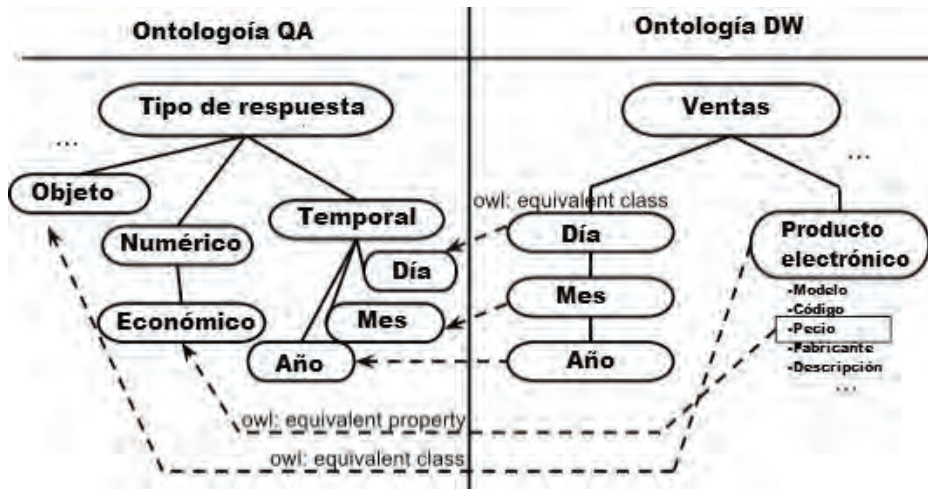 Ontologoía QA
Ontología DW
Tipo de respuesta
Ventas
...
...
Objeto
Temporal
owl: equivalent class
Numérico
Día
Día
Producto
electrónico
Económico
Mes
Mes
Año
Año
-Modelo
-Código
-Pecio
-Fabricante
-Descripción
...
owl: equivalent property
owl: equivalent class